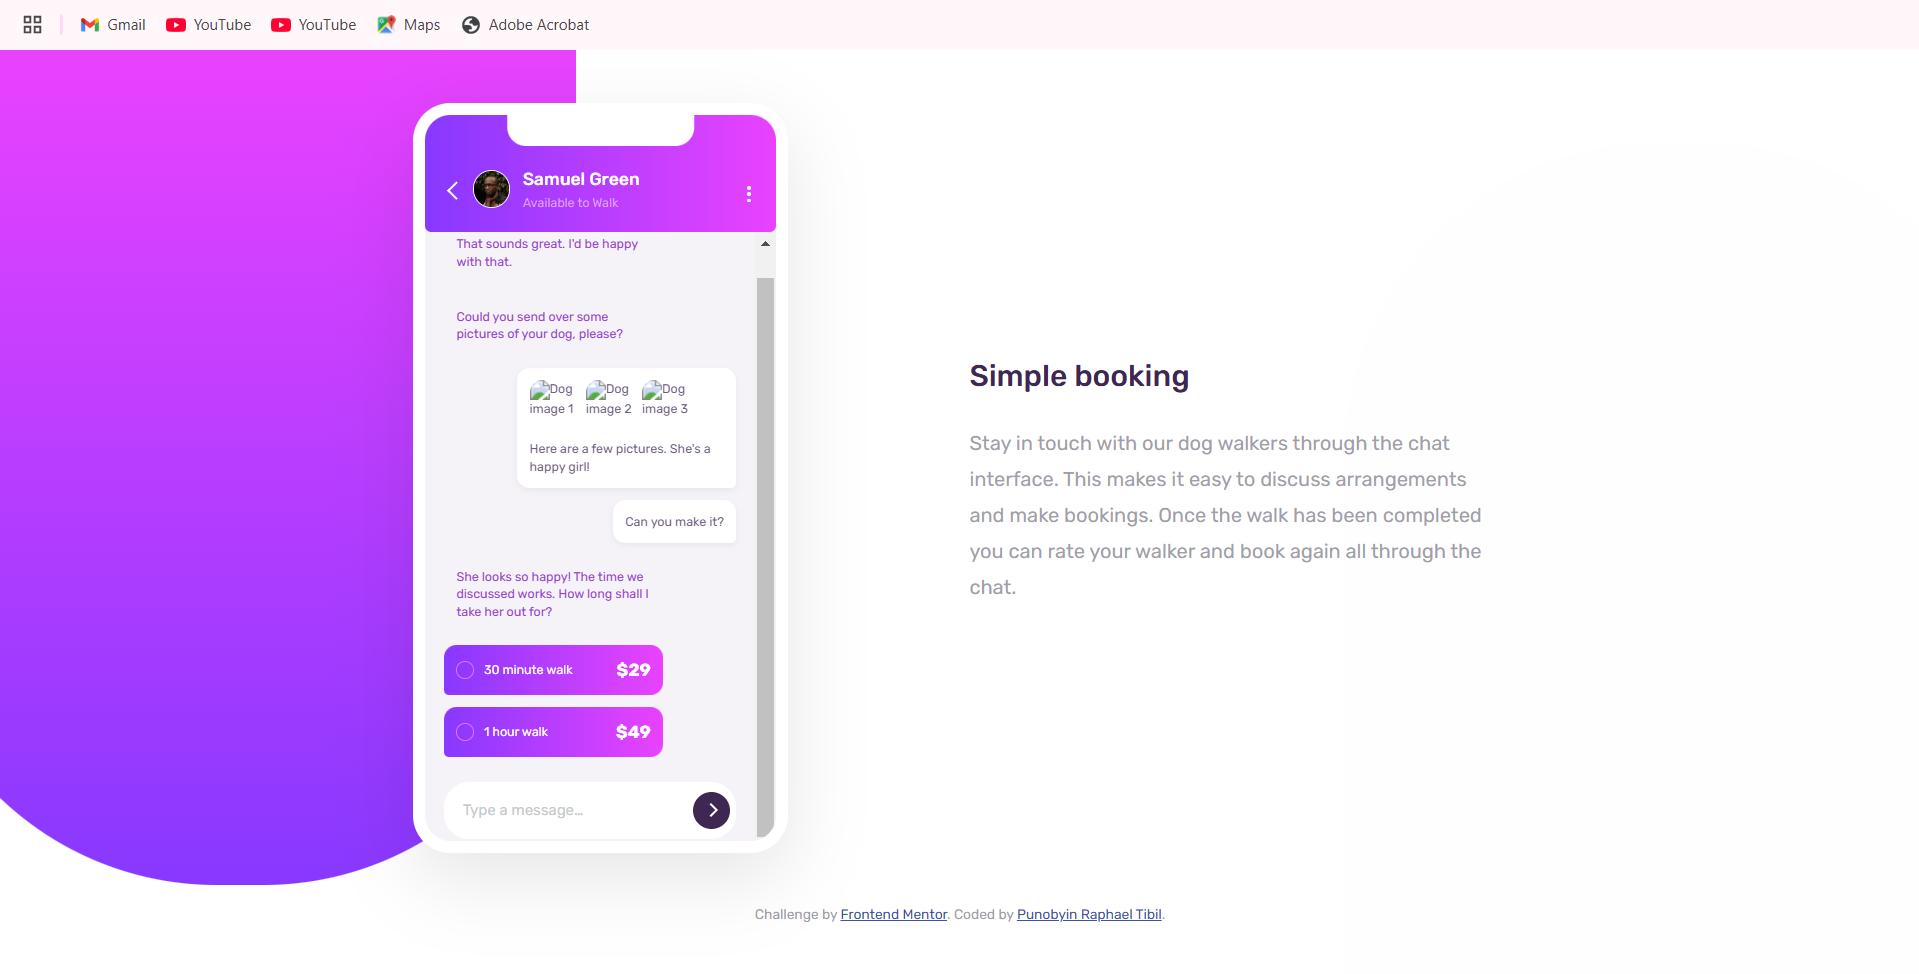 Gmail YouTube YouTube Maps Adobe Acrobat
Samuel Green
Available to Walk
That sounds great. I'd be happy
with that.
Could you send over some
pictures of your dog, please?
Dog
image 1
Dog
image 2
Dog
image 3
Here are a few pictures. She's a
happy girl!
Can you make it?
She looks so happy! The time we
discussed works. How long shall I
take her out for?
30 minute walk $29
1 hour walk $49
Type a message...
Simple booking
Stay in touch with our dog walkers through the chat
interface. This makes it easy to discuss arrangements
and make bookings. Once the walk has been completed
you can rate your walker and book again all through the
chat.
Challenge by Frontend Mentor. Coded by Punobyin Raphael Tibil.